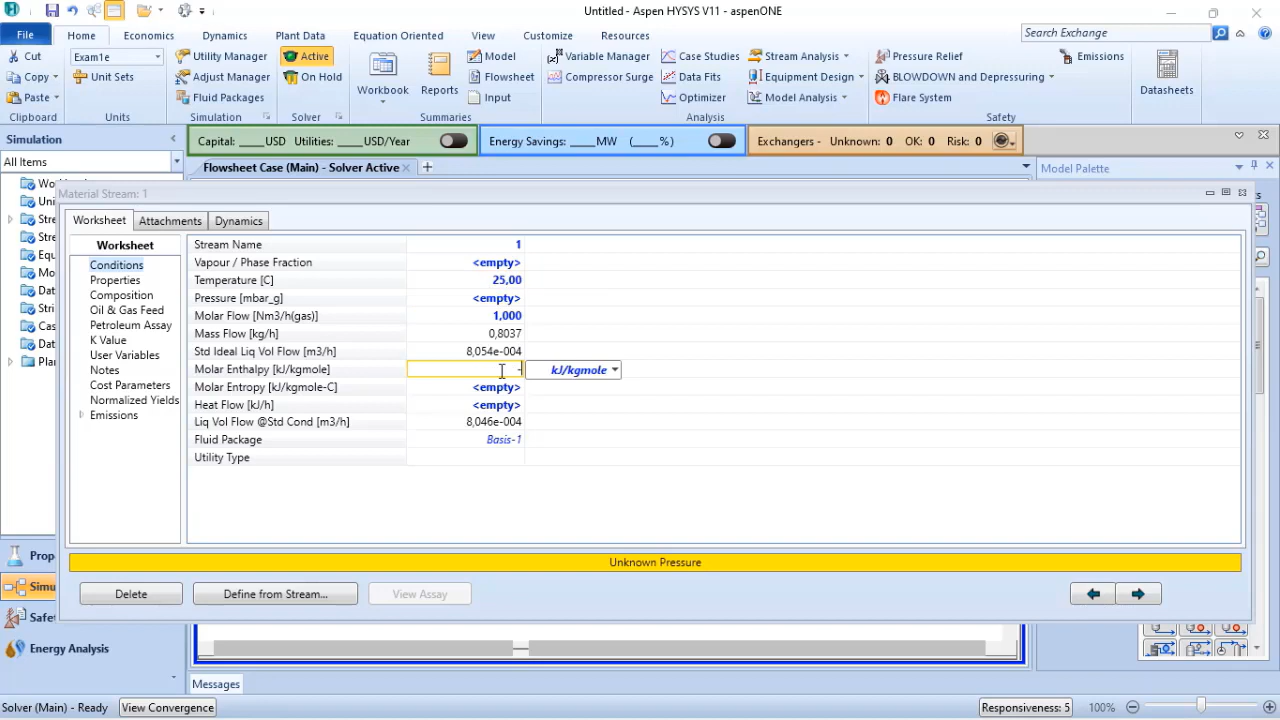 Untitled - Aspen HYSYS V11 - aspenONE
File Home Economics Dynamics Plant Data Equation Oriented View Customize Resources Search Exchange
Cut Exam1e Utility Manager Active Model Variable Manager Case Studies Stream Analysis Pressure Relief Emissions
Copy Unit Sets Adjust Manager On Hold Workbook Reports Flowsheet Compressor Surge Data Fits Equipment Design BLOWDOWN and Depressuring Datasheets
Paste Fluid Packages Input Optimizer Model Analysis Flare System
Clipboard Units Simulation Solver Summaries Analysis Safety
Simulation Capital: ____ USD Utilities: ____ USD/Year Energy Savings: ____ MW (____ %) Exchangers - Unknown: 0 OK: 0 Risk: 0
All Items Flowsheet Case (Main) - Solver Active Model Palette
Material Stream: 1
Worksheet Attachments Dynamics
Worksheet
Conditions
Properties
Composition
Oil & Gas Feed
Petroleum Assay
K Value
User Variables
Notes
Cost Parameters
Normalized Yields
Emissions
Stream Name 1
Vapour / Phase Fraction <empty>
Temperature [C] 25,00
Pressure [mbar_g] <empty>
Molar Flow [Nm3/h(gas)] 1,000
Mass Flow [kg/h] 0,8037
Std Ideal Liq Vol Flow [m3/h] 8,054e-004
Molar Enthalpy [kJ/kgmole] - kJ/kgmole
Molar Entropy [kJ/kgmole-C] <empty>
Heat Flow [kJ/h] <empty>
Liq Vol Flow @Std Cond [m3/h] 8,046e-004
Fluid Package Basis-1
Utility Type
Unknown Pressure
Delete Define from Stream... View Assay
Prop
Simu
Safe
Energy Analysis
Messages
Solver (Main) - Ready View Convergence Responsiveness: 5 100%